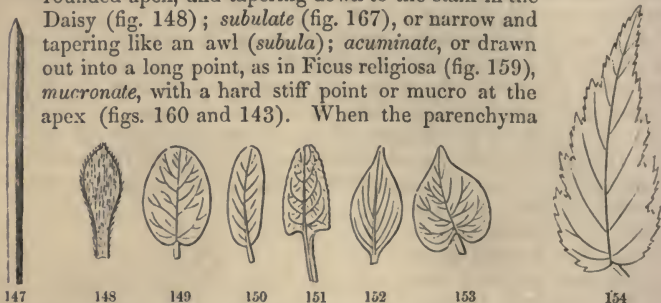 rounded apex, and tapering down to the stalk in the
Daisy (fig. 148) ; subulate (fig. 167), or narrow and
tapering like an awl (subula) ; acuminate, or drawn
out into a long point, as in Ficus religiosa (fig. 159),
mucronate, with a hard stiff point or mucro at the
apex (figs. 160 and 143). When the parenchyma
147 148 149 150 151 152 153 154